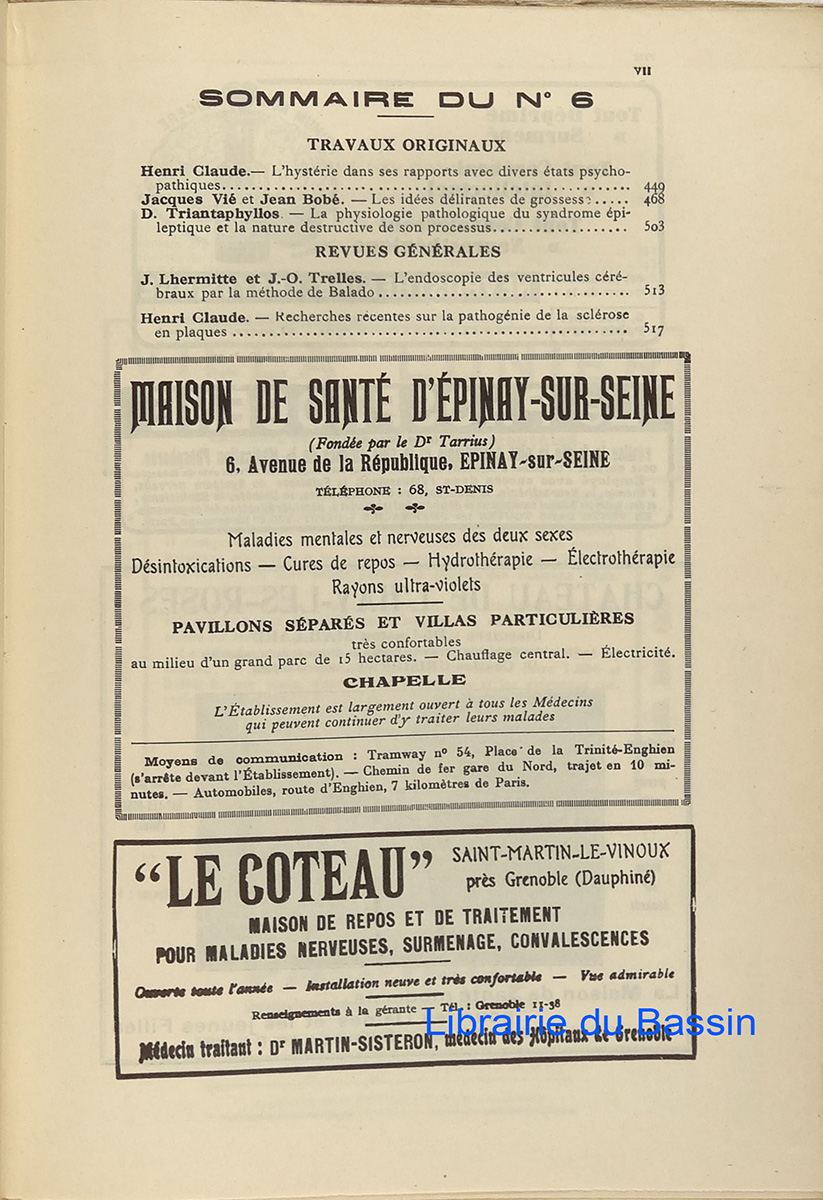 VII
SOMMAIRE DU N° 6
TRAVAUX ORIGINAUX
Henri Claude.— L'hystérie dans ses rapports avec divers états psycho-
pathiques. 449
Jacques Vié et Jean Bobé. — Les idées délirantes de grossesse ..... 468
D. Triantaphyllos. — La physiologie pathologique du syndrome épi-
leptique et la nature destructive de son processus. 503
REVUES GÉNÉRALES
J. Lhermitte et J.-O. Trelles. — L'endoscopie des ventricules céré-
braux par la méthode de Balado 513
Henri Claude. — Recherches récentes sur la pathogénie de la sclérose
en plaques 517
MAISON DE SANTÉ D'ÉPINAY-SUR-SEINE
(Fondée par le Dr Tarrius)
6, Avenue de la République, EPINAY-sur-SEINE
TÉLÉPHONE : 68, ST-DENIS
Maladies mentales et nerveuses des deux sexes
Désintoxications — Cures de repos — Hydrothérapie — Électrothérapie
Rayons ultra-violets
PAVILLONS SÉPARÉS ET VILLAS PARTICULIÈRES
très confortables
au milieu d'un grand parc de 15 hectares. — Chauffage central. — Électricité.
CHAPELLE
L'Établissement est largement ouvert à tous les Médecins
qui peuvent continuer d'y traiter leurs malades
Moyens de communication : Tramway n° 54, Place de la Trinité-Enghien
(s'arrête devant l'Établissement). — Chemin de fer gare du Nord, trajet en 10 mi-
nutes. — Automobiles, route d'Enghien, 7 kilomètres de Paris.
"LE COTEAU" SAINT-MARTIN-LE-VINOUX
près Grenoble (Dauphiné)
MAISON DE REPOS ET DE TRAITEMENT
POUR MALADIES NERVEUSES, SURMENAGE, CONVALESCENCES
Ouverte toute l'année — Installation neuve et très confortable — Vue admirable
Renseignements à la gérante — Tél. : Grenoble 11-38
Librairie du Bassin
Médecin traitant : Dr MARTIN-SISTERON, médecin des Hôpitaux de Grenoble